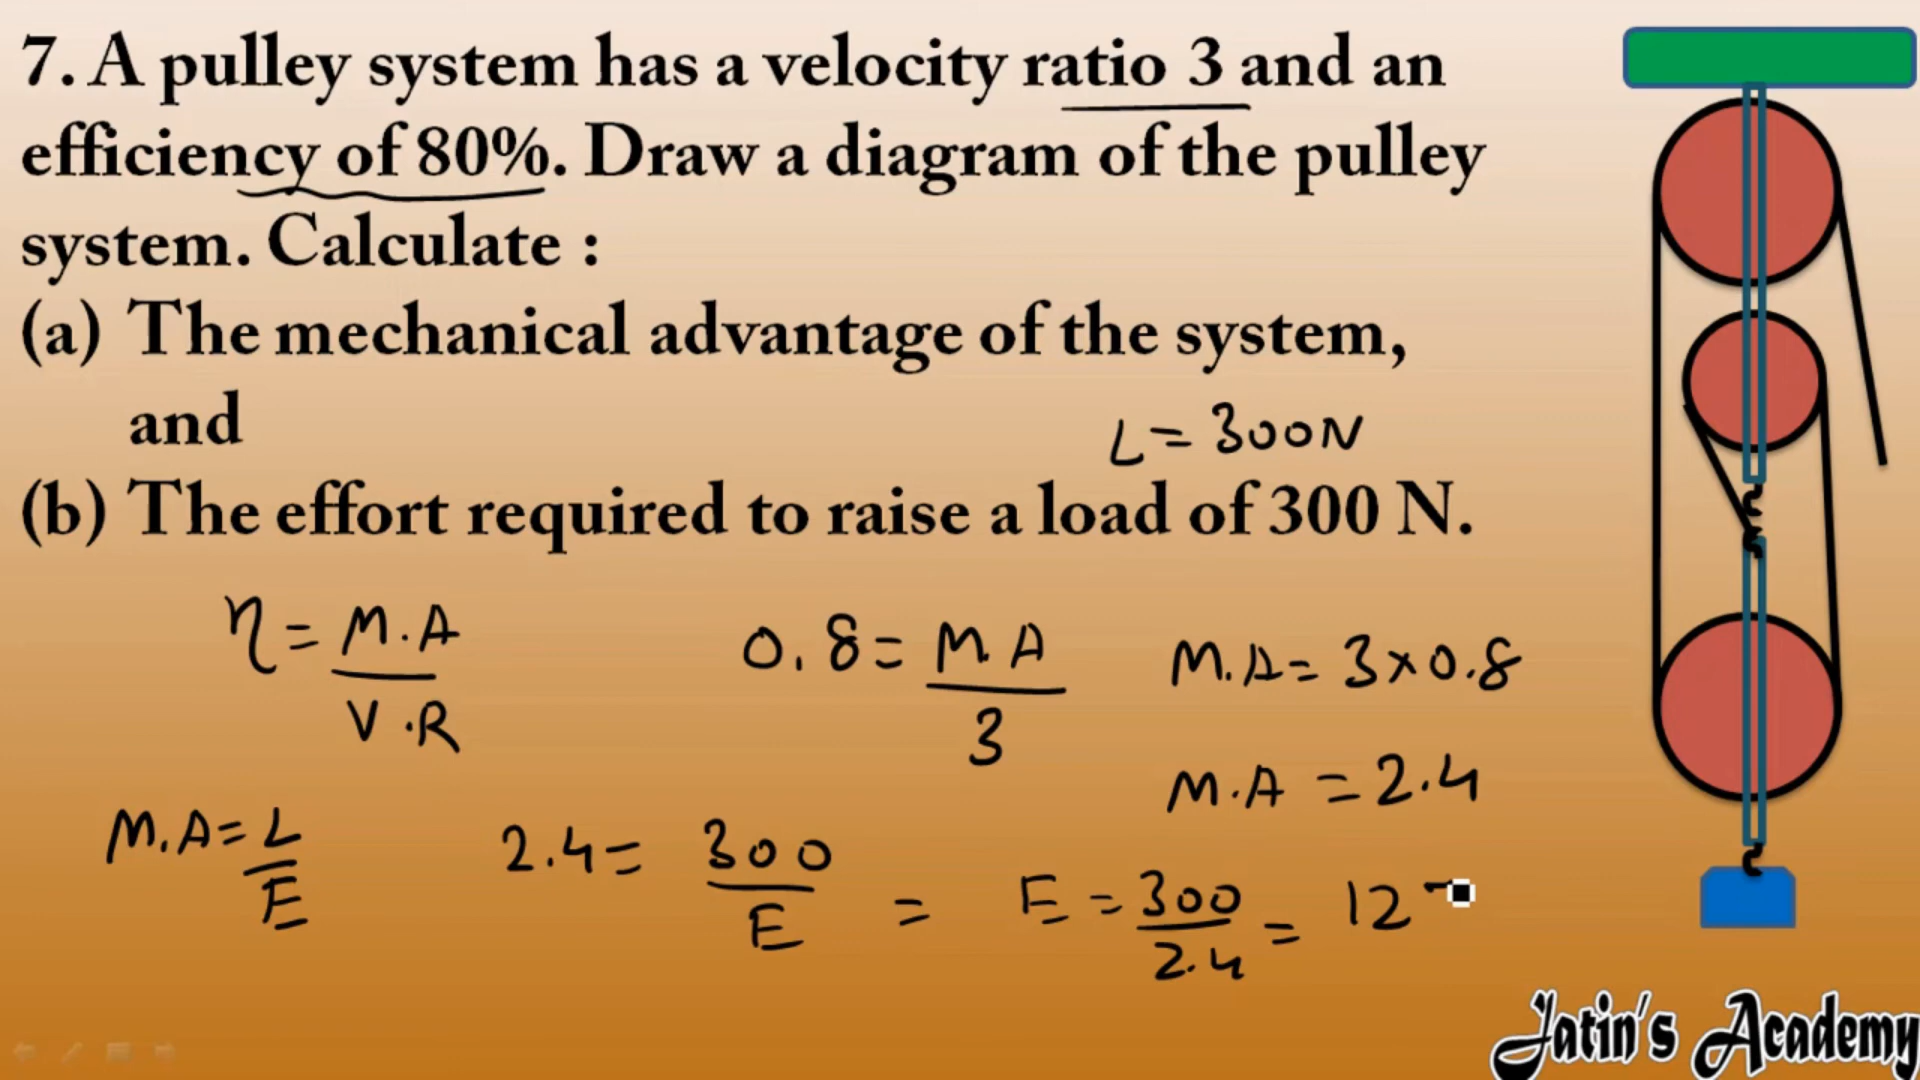 7. A pulley system has a velocity ratio 3 and an
efficiency of 80%. Draw a diagram of the pulley
system. Calculate :
(a) The mechanical advantage of the system,
and
L = 300N
(b) The effort required to raise a load of 300 N.
η = M.A / V.R
0.8 = M.A / 3
M.A = 3 × 0.8
M.A = 2.4
M.A = L / E
2.4 = 300 / E
= E = 300 / 2.4 = 12
Jatin's Academy